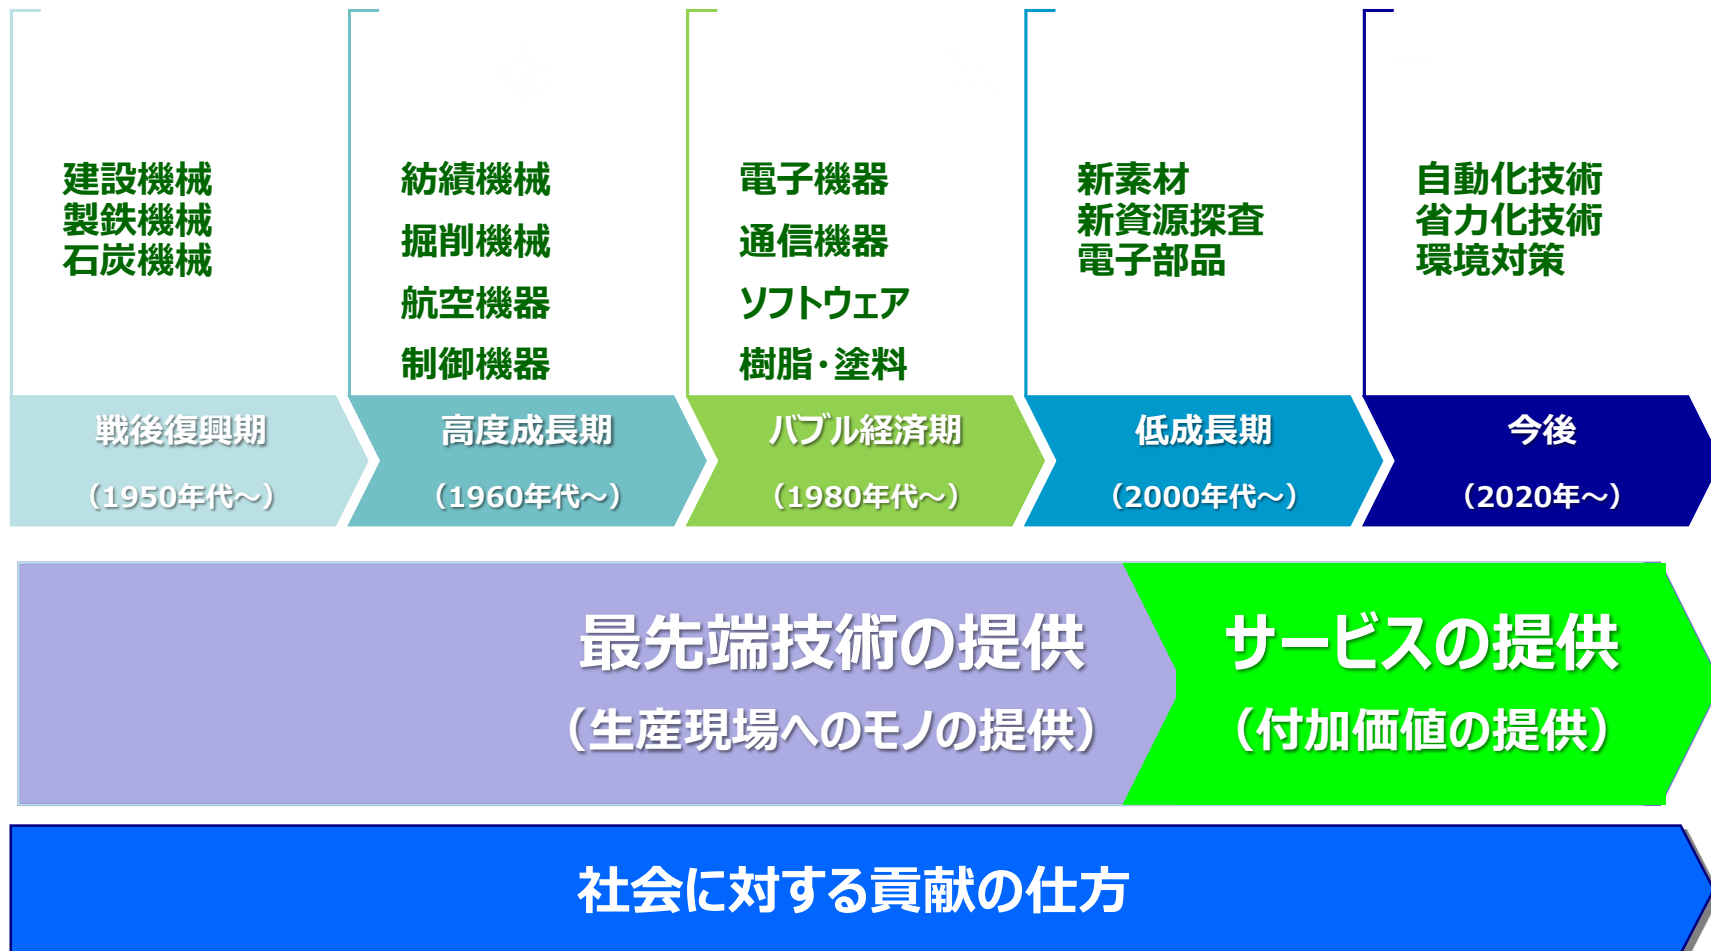 建設機械
製鉄機械
石炭機械
紡績機械
掘削機械
航空機器
制御機器
電子機器
通信機器
ソフトウェア
樹脂・塗料
新素材
新資源探査
電子部品
自動化技術
省力化技術
環境対策
戦後復興期
（1950年代～）
高度成長期
（1960年代～）
バブル経済期
（1980年代～）
低成長期
（2000年代～）
今後
（2020年～）
最先端技術の提供
（生産現場へのモノの提供）
サービスの提供
（付加価値の提供）
社会に対する貢献の仕方